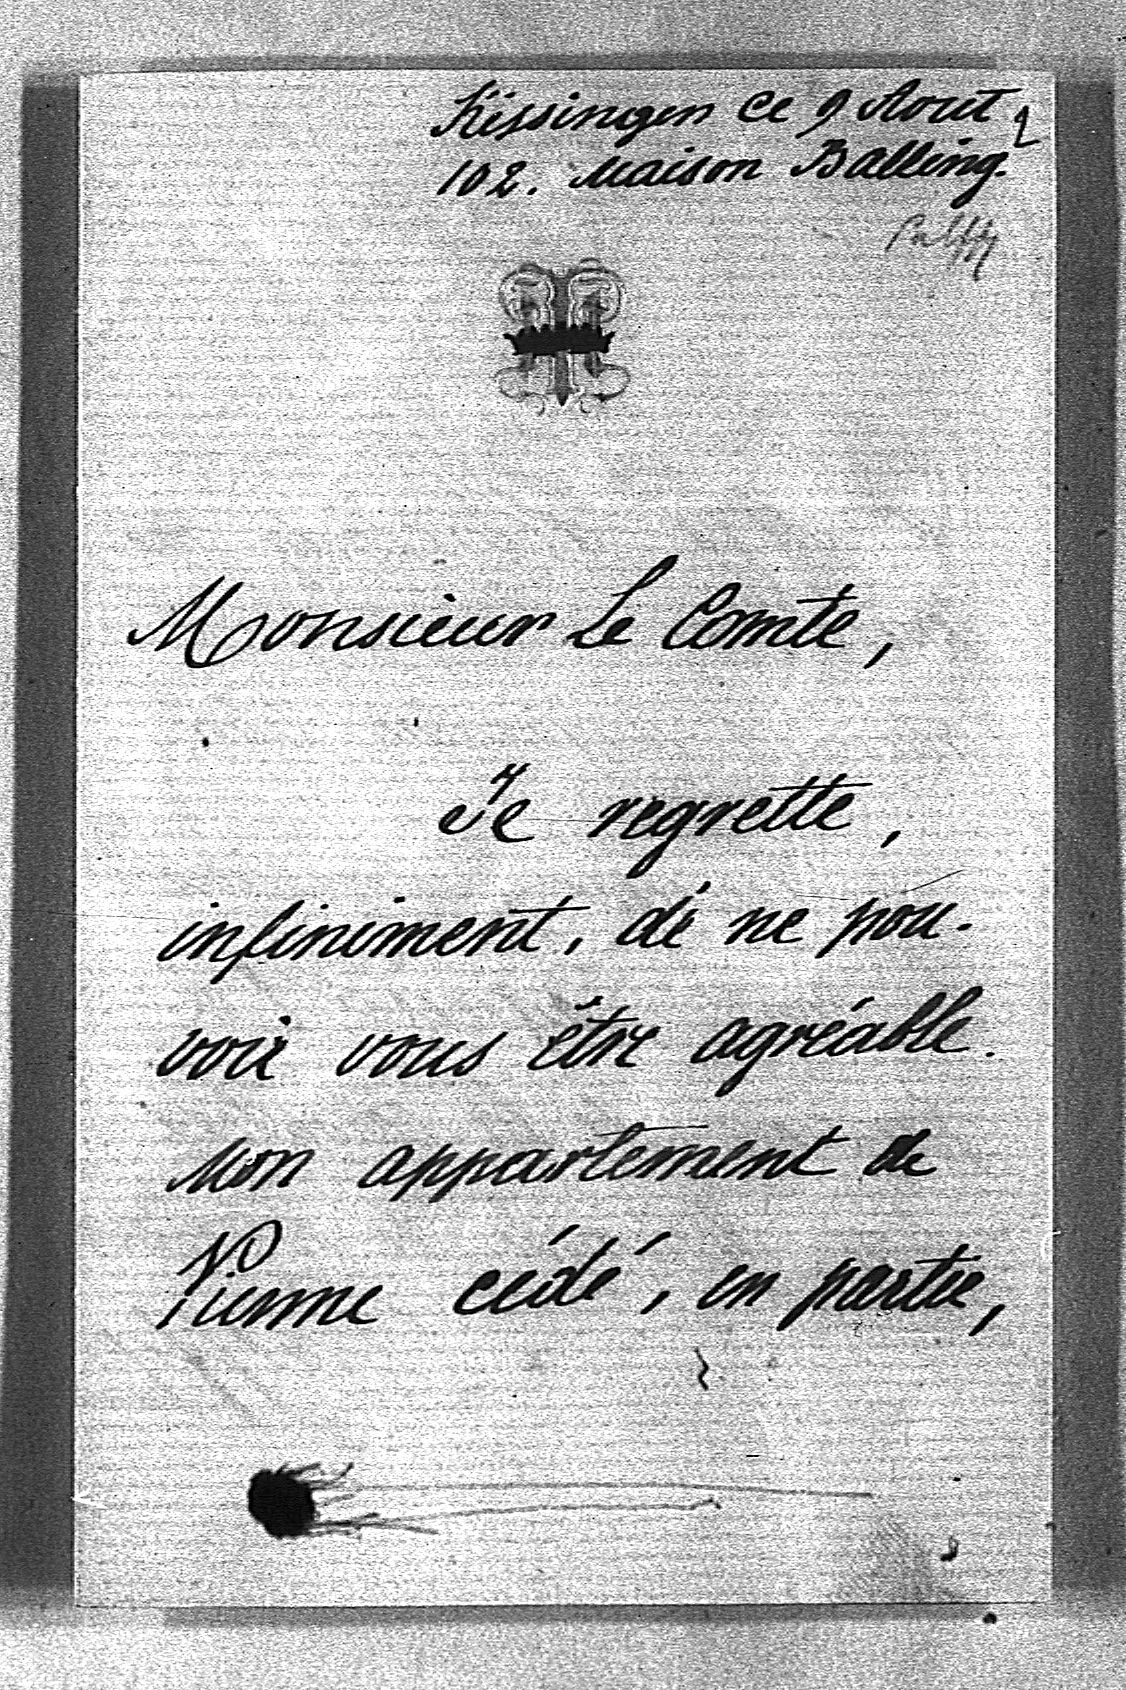 Kissingen ce 9 Aout
102. Maison Balling.
Monsieur Le Comte,
Je regrette,
infiniment, de ne pou-
voir vous être agréable.
Mon appartement de
Vienne cédé, en partie,